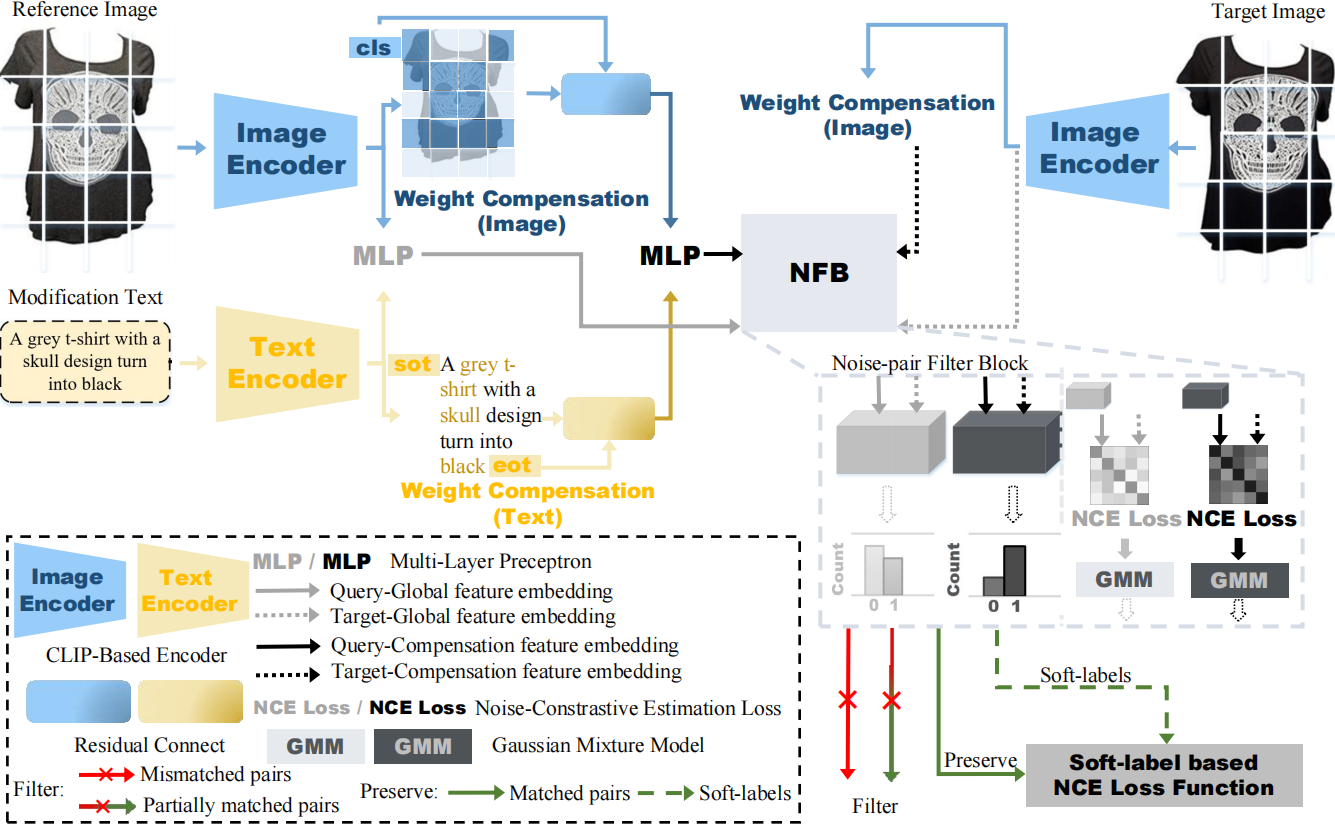 Reference Image
Target Image
cls
Image
Encoder
Weight Compensation
(Image)
Weight Compensation
(Image)
Image
Encoder
MLP
MLP
NFB
Modification Text
A grey t-shirt with a
skull design turn
into black
Text
Encoder
sot
A grey t-
shirt with a
skull design
turn into
black eot
Weight Compensation
(Text)
Noise-pair Filter Block
NCE Loss
NCE Loss
Count
0 1
Count
0 1
GMM
GMM
Image
Encoder
Text
Encoder
CLIP-Based Encoder
MLP / MLP Multi-Layer Preceptron
Query-Global feature embedding
Target-Global feature embedding
Query-Compensation feature embedding
Target-Compensation feature embedding
NCE Loss / NCE Loss Noise-Constrastive Estimation Loss
Residual Connect
GMM
GMM
Gaussian Mixture Model
Filter:
Mismatched pairs
Partially matched pairs
Preserve:
Matched pairs
Soft-labels
Soft-labels
Preserve
Filter
Soft-label based
NCE Loss Function